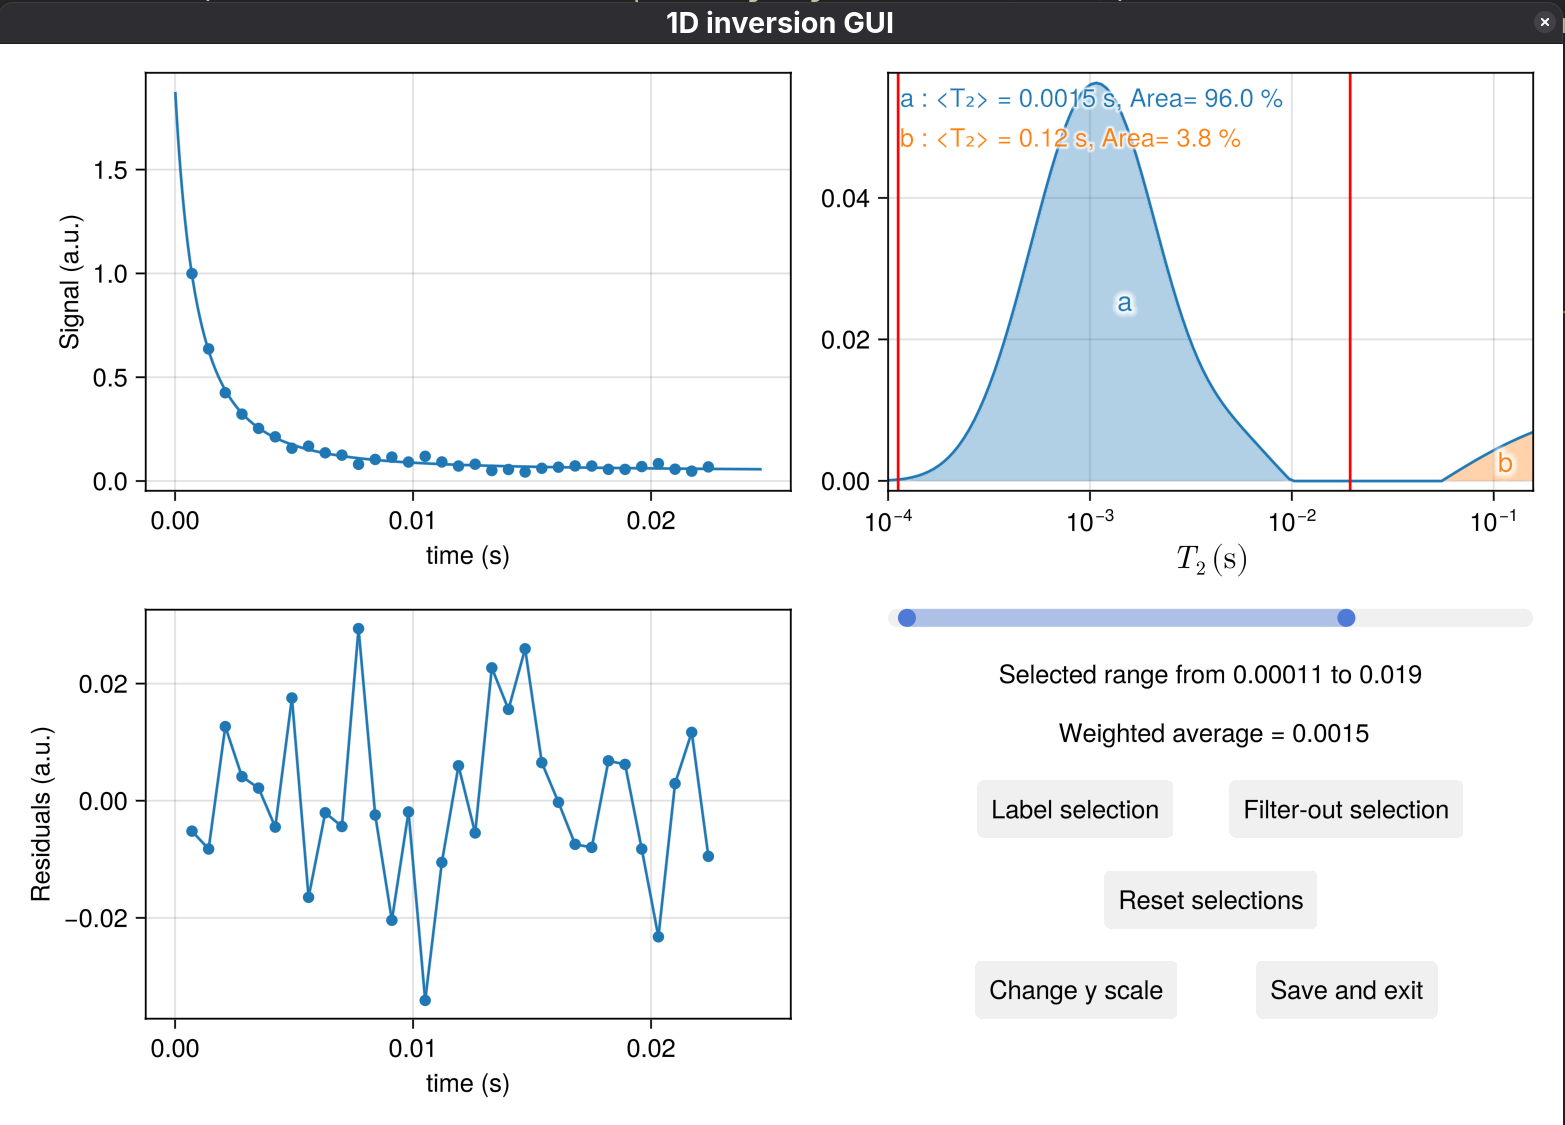 1D inversion GUI
Signal (a.u.)
1.5
1.0
0.5
0.0
0.00
0.01
0.02
time (s)
a : <T₂> = 0.0015 s, Area= 96.0 %
b : <T₂> = 0.12 s, Area= 3.8 %
0.04
0.02
0.00
a
b
10⁻⁴
10⁻³
10⁻²
10⁻¹
T₂ (s)
Residuals (a.u.)
0.02
0.00
−0.02
0.00
0.01
0.02
time (s)
Selected range from 0.00011 to 0.019
Weighted average = 0.0015
Label selection
Filter-out selection
Reset selections
Change y scale
Save and exit